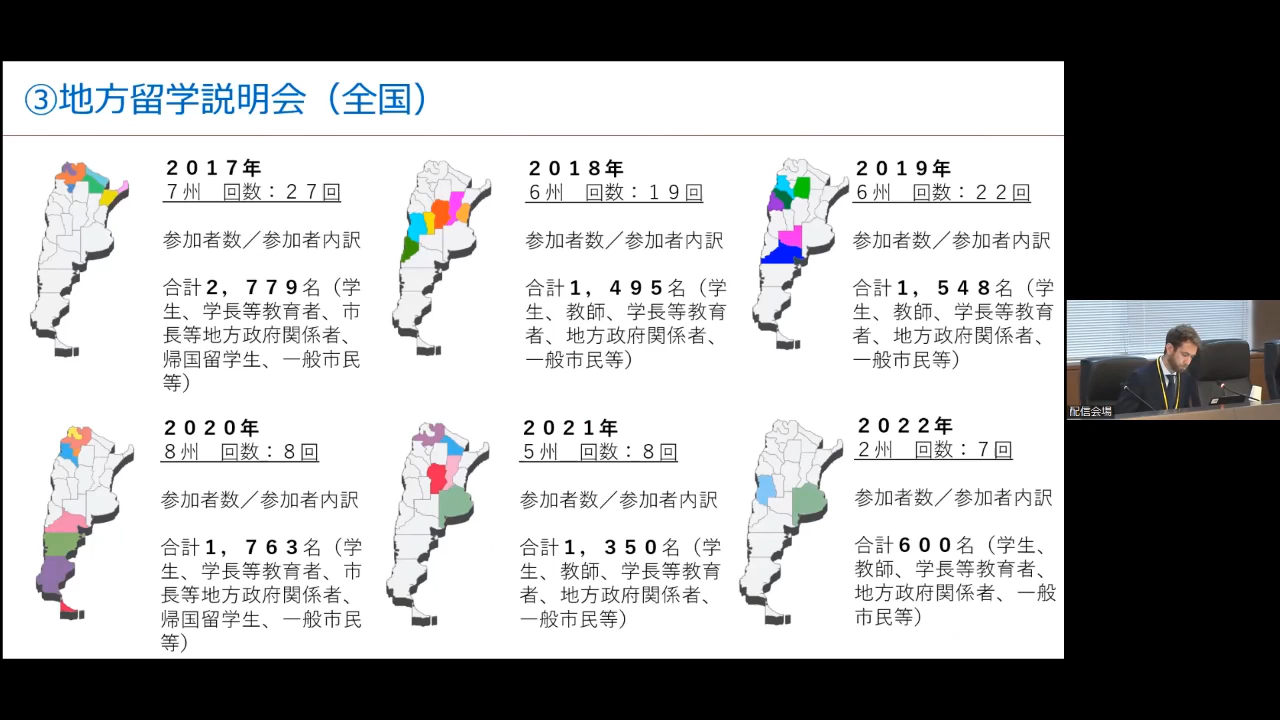 ③地方留学説明会（全国）
２０１７年
７州　回数：２７回
参加者数／参加者内訳
合計２，７７９名（学
生、学長等教育者、市
長等地方政府関係者、
帰国留学生、一般市民
等）
２０１８年
６州　回数：１９回
参加者数／参加者内訳
合計１，４９５名（学
生、教師、学長等教育
者、地方政府関係者、
一般市民等）
２０１９年
６州　回数：２２回
参加者数／参加者内訳
合計１，５４８名（学
生、教師、学長等教育
者、地方政府関係者、
一般市民等）
２０２０年
８州　回数：８回
参加者数／参加者内訳
合計１，７６３名（学
生、学長等教育者、市
長等地方政府関係者、
帰国留学生、一般市民
等）
２０２１年
５州　回数：８回
参加者数／参加者内訳
合計１，３５０名（学
生、教師、学長等教育
者、地方政府関係者、
一般市民等）
２０２２年
２州　回数：７回
参加者数／参加者内訳
合計６００名（学生、
教師、学長等教育者、
地方政府関係者、一般
市民等）
配信会場